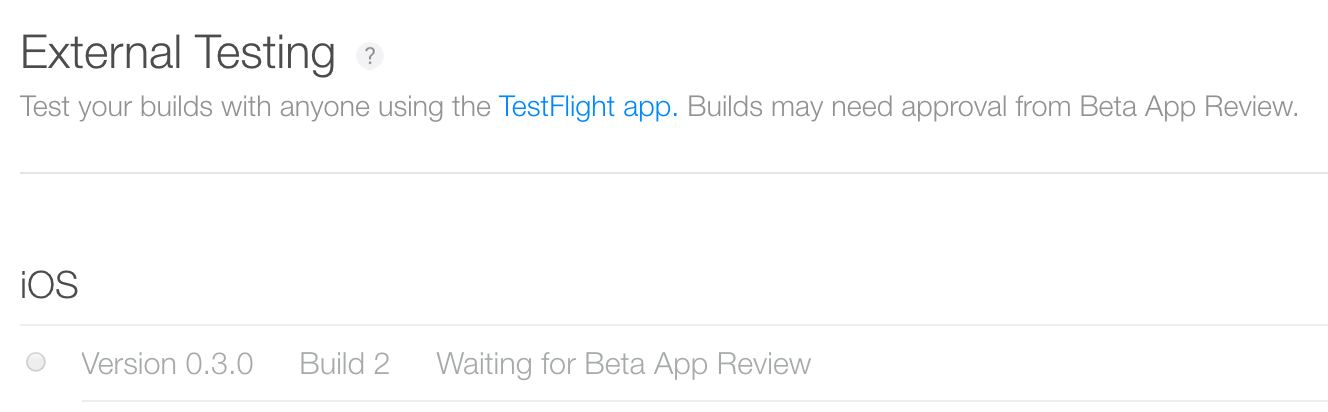 External Testing ?
Test your builds with anyone using the TestFlight app. Builds may need approval from Beta App Review.
iOS
Version 0.3.0 Build 2 Waiting for Beta App Review